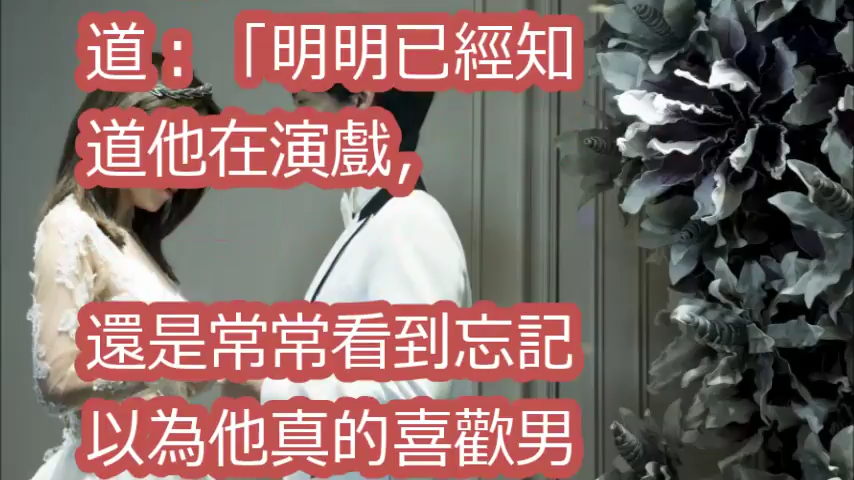 道：「明明已經知
道他在演戲,
還是常常看到忘記
以為他真的喜歡男